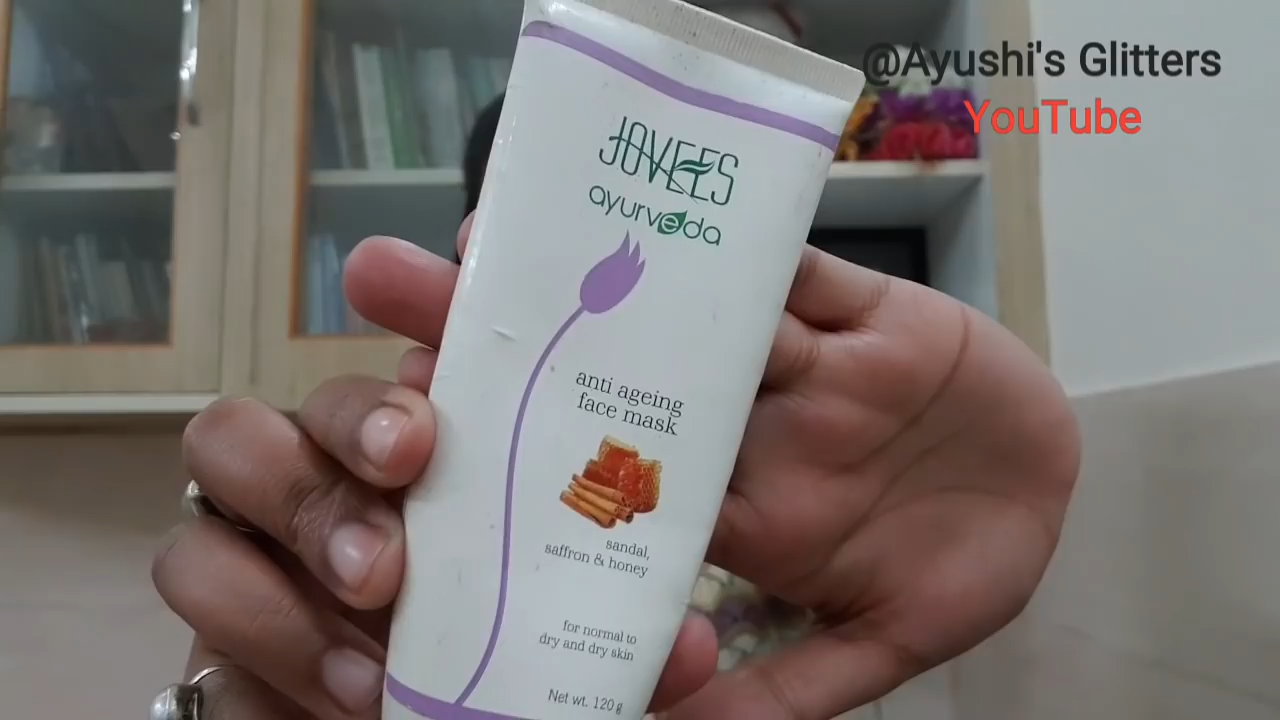 @Ayushi's Glitters
YouTube
JOVEES
ayurveda
anti ageing
face mask
sandal,
saffron & honey
for normal to
dry and dry skin
Net wt. 120 g